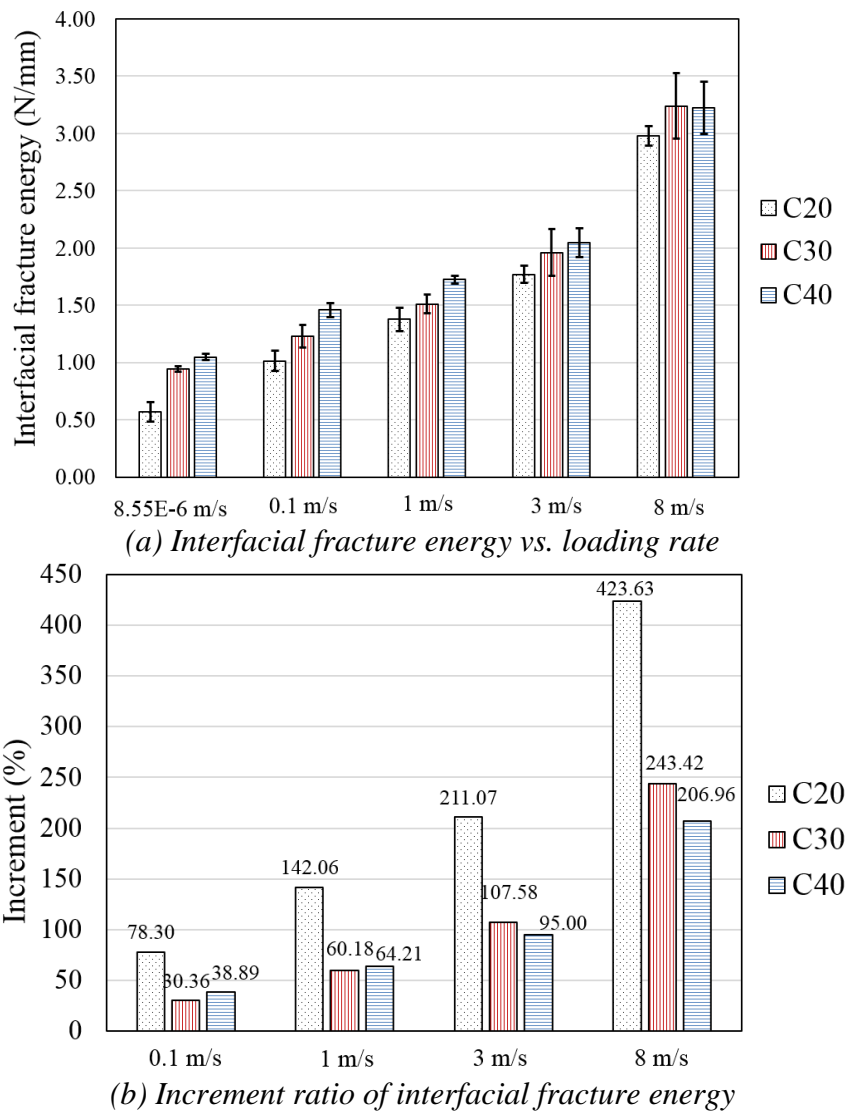 Interfacial fracture energy (N/mm)
4.00
3.50
3.00
2.50
2.00
1.50
1.00
0.50
0.00
8.55E-6 m/s 0.1 m/s 1 m/s 3 m/s 8 m/s
C20
C30
C40
(a) Interfacial fracture energy vs. loading rate
Increment (%)
450
400
350
300
250
200
150
100
50
0
78.30
30.36
38.89
142.06
60.18
64.21
211.07
107.58
95.00
423.63
243.42
206.96
0.1 m/s 1 m/s 3 m/s 8 m/s
C20
C30
C40
(b) Increment ratio of interfacial fracture energy